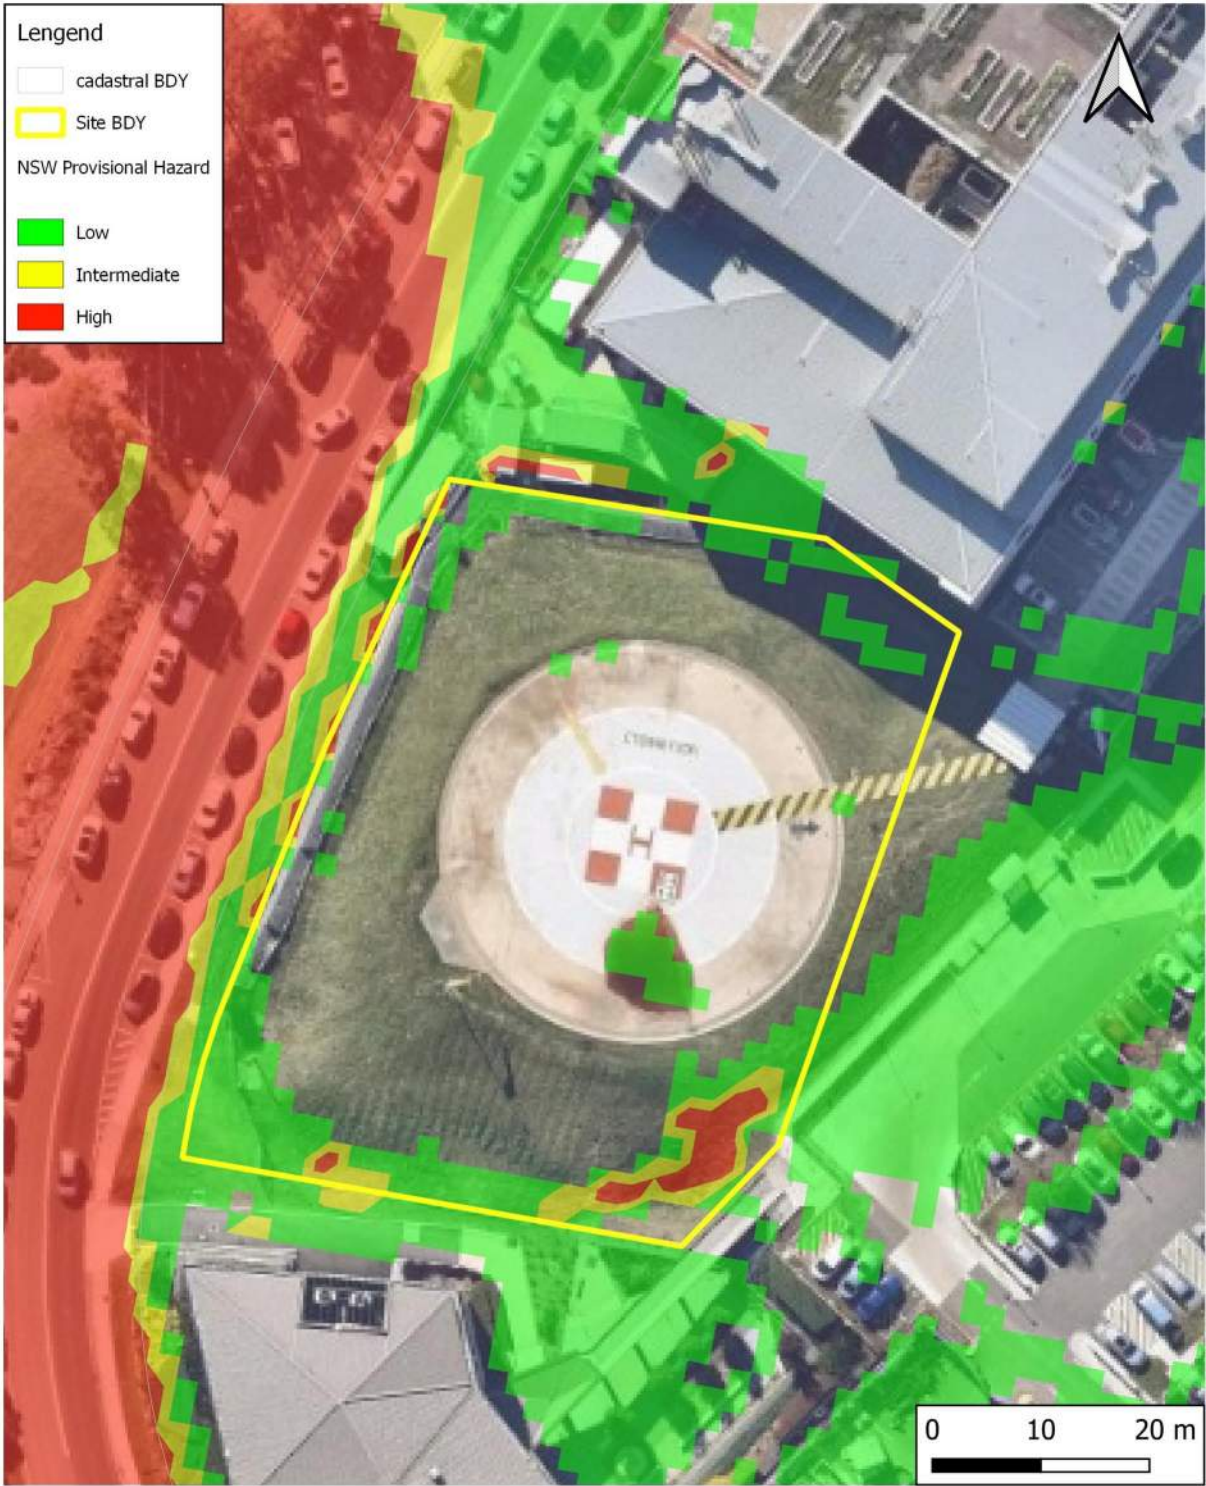 Lengend
cadastral BDY
Site BDY
NSW Provisional Hazard
Low
Intermediate
High
H
0 10 20 m